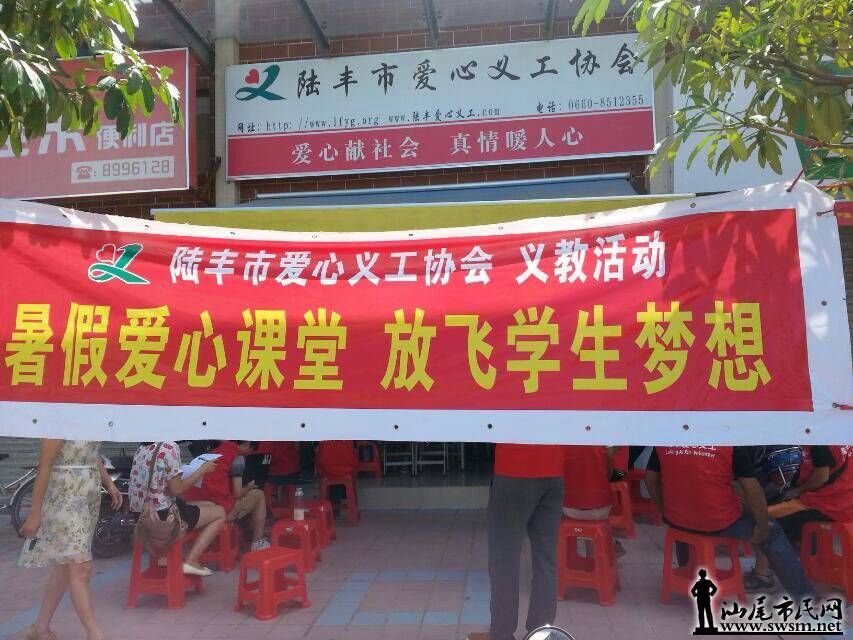 陆丰市爱心义工协会
网址: http://www.lfyg.org www.陆丰爱心义工.com 电话: 0660-8512355
爱心献社会 真情暖人心
便利店
☎: 8996128
陆丰市爱心义工协会 义教活动
暑假爱心课堂 放飞学生梦想
汕尾市民网
www.swsm.net